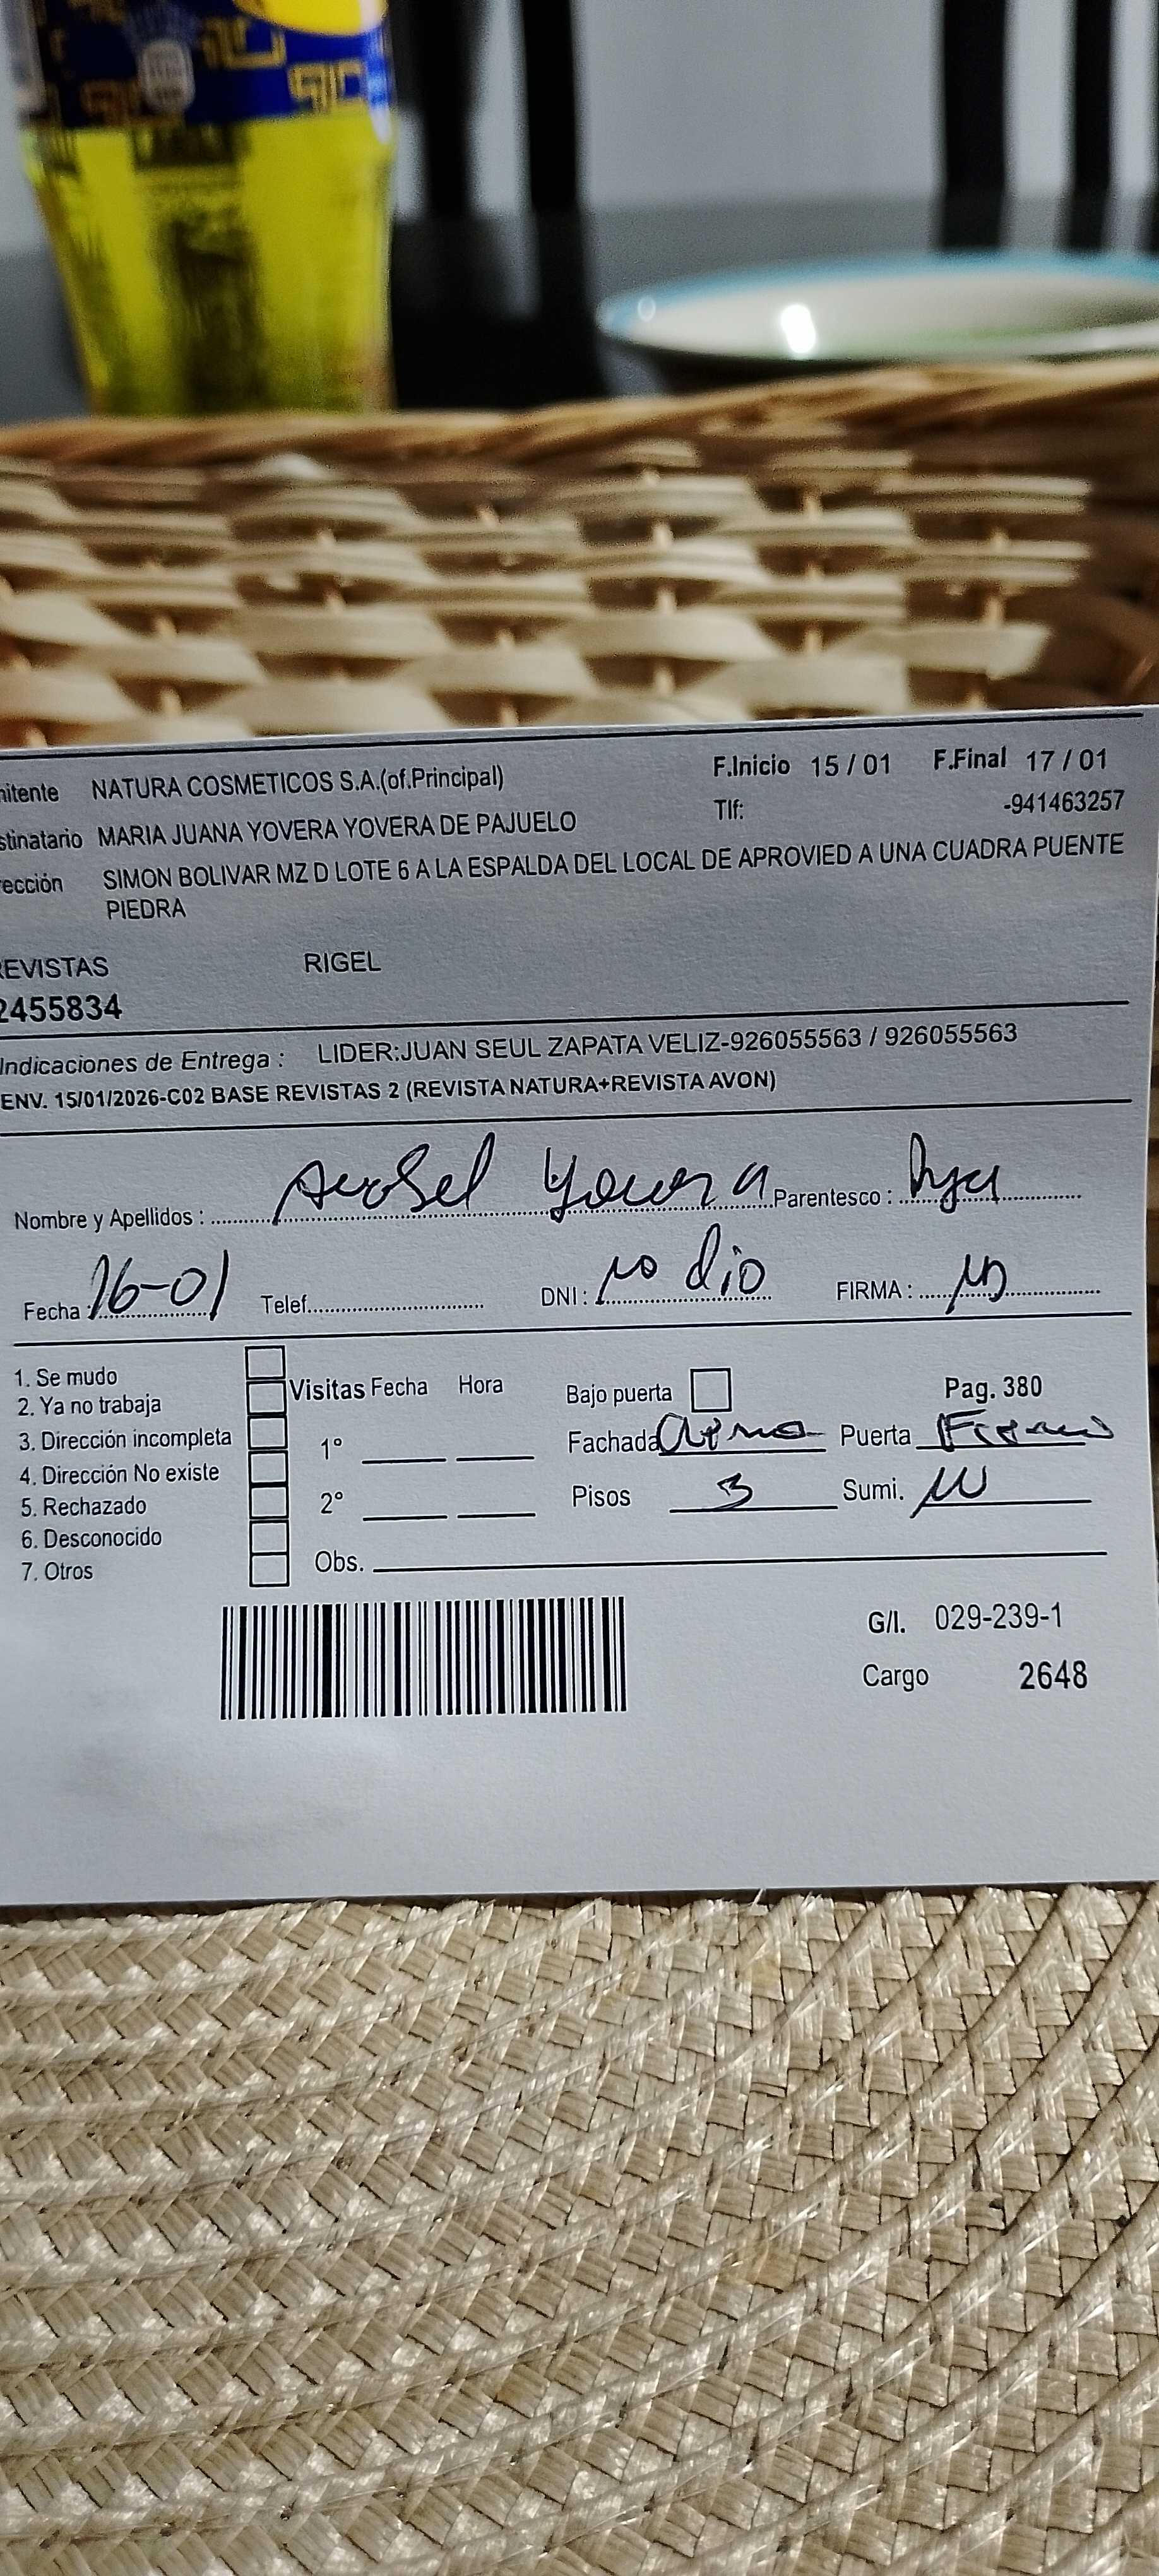 mitente NATURA COSMETICOS S.A.(of.Principal) F.Inicio 15 / 01 F.Final 17 / 01
stinatario MARIA JUANA YOVERA YOVERA DE PAJUELO Tlf: -941463257
rección SIMON BOLIVAR MZ D LOTE 6 A LA ESPALDA DEL LOCAL DE APROVIED A UNA CUADRA PUENTE
PIEDRA
REVISTAS RIGEL
2455834
Indicaciones de Entrega : LIDER:JUAN SEUL ZAPATA VELIZ-926055563 / 926055563
ENV. 15/01/2026-C02 BASE REVISTAS 2 (REVISTA NATURA+REVISTA AVON)
Nombre y Apellidos : Yovera Parentesco :
Fecha : 16-01 Telef. DNI : no dio FIRMA :
1. Se mudo
2. Ya no trabaja
3. Dirección incompleta
4. Dirección No existe
5. Rechazado
6. Desconocido
7. Otros
Visitas Fecha Hora
1°
2°
Obs.
Bajo puerta Pag. 380
Fachada Puerta
Pisos 3 Sumi.
G/I. 029-239-1
Cargo 2648